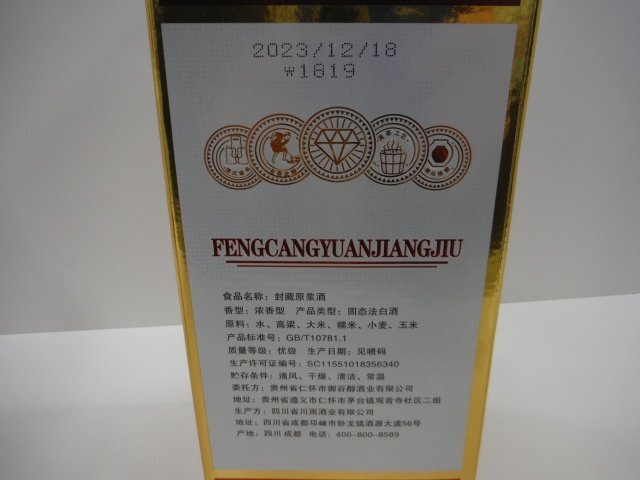 2023/12/18
W1819
FENGCANGYUANJIANGJIU
食品名称：封藏原浆酒
香型：浓香型 产品类型：固态法白酒
原料：水、高粱、大米、糯米、小麦、玉米
产品标准号：GB/T10781.1
质量等级：优级 生产日期：见喷码
生产许可证编号：SC11551018356340
贮存条件：通风、干燥、清洁、常温
委托方：贵州省仁怀市御谷醇酒业有限公司
地址：贵州省遵义市仁怀市茅台镇观音寺社区二组
生产方：四川省川雨酒业有限公司
地址：四川省成都邛崃市卧龙镇酒源大道56号
产地：四川成都 电话：400-800-8589